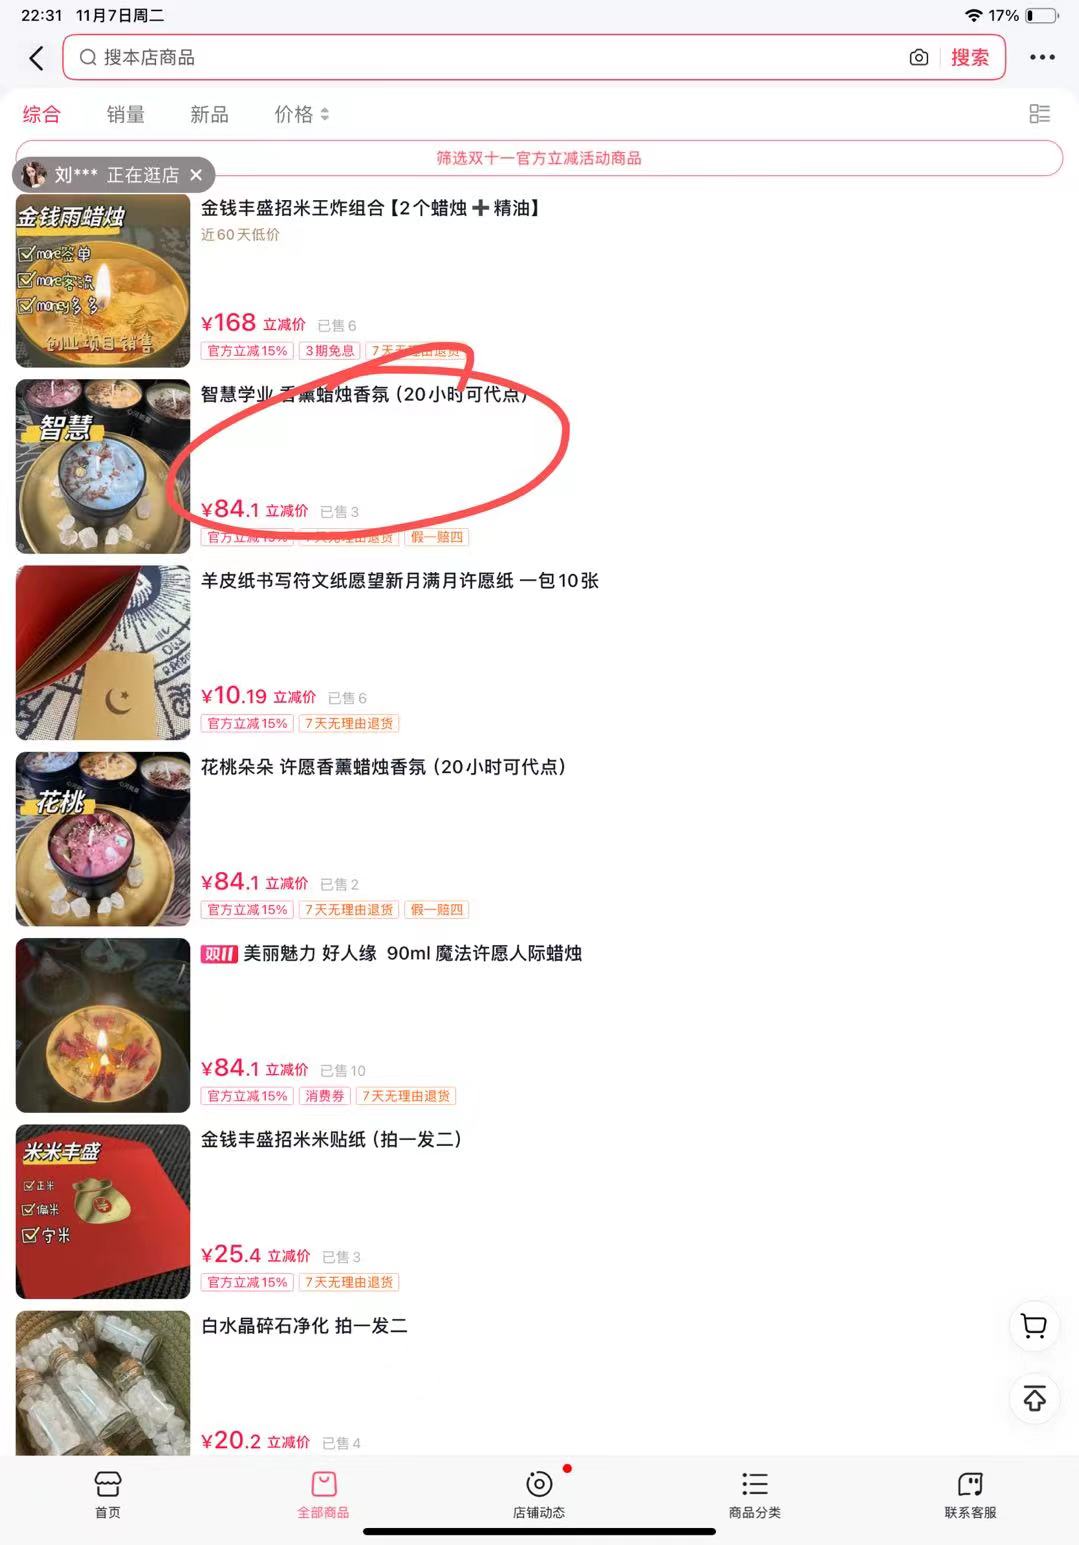 22:31 11月7日周二
17%
搜本店商品
搜索
综合 销量 新品 价格
筛选双十一官方立减活动商品
刘*** 正在逛店 ×
金钱雨蜡烛
more签单
more客流
money多多
创业项目销售
金钱丰盛招米王炸组合【2个蜡烛➕精油】
近60天低价
¥168 立减价 已售6
官方立减15% 3期免息 7天无理由退货
智慧
智慧学业 香薰蜡烛香氛（20小时可代点）
¥84.1 立减价 已售3
官方立减15% 7天无理由退货 假一赔四
羊皮纸书写符文纸愿望新月满月许愿纸 一包10张
¥10.19 立减价 已售6
官方立减15% 7天无理由退货
花桃
花桃朵朵 许愿香薰蜡烛香氛（20小时可代点）
¥84.1 立减价 已售2
官方立减15% 7天无理由退货 假一赔四
双11 美丽魅力 好人缘 90ml 魔法许愿人际蜡烛
¥84.1 立减价 已售10
官方立减15% 消费券 7天无理由退货
米米丰盛
正米
偏米
守米
金钱丰盛招米米贴纸（拍一发二）
¥25.4 立减价 已售3
官方立减15% 7天无理由退货
白水晶碎石净化 拍一发二
¥20.2 立减价 已售4
首页 全部商品 店铺动态 商品分类 联系客服